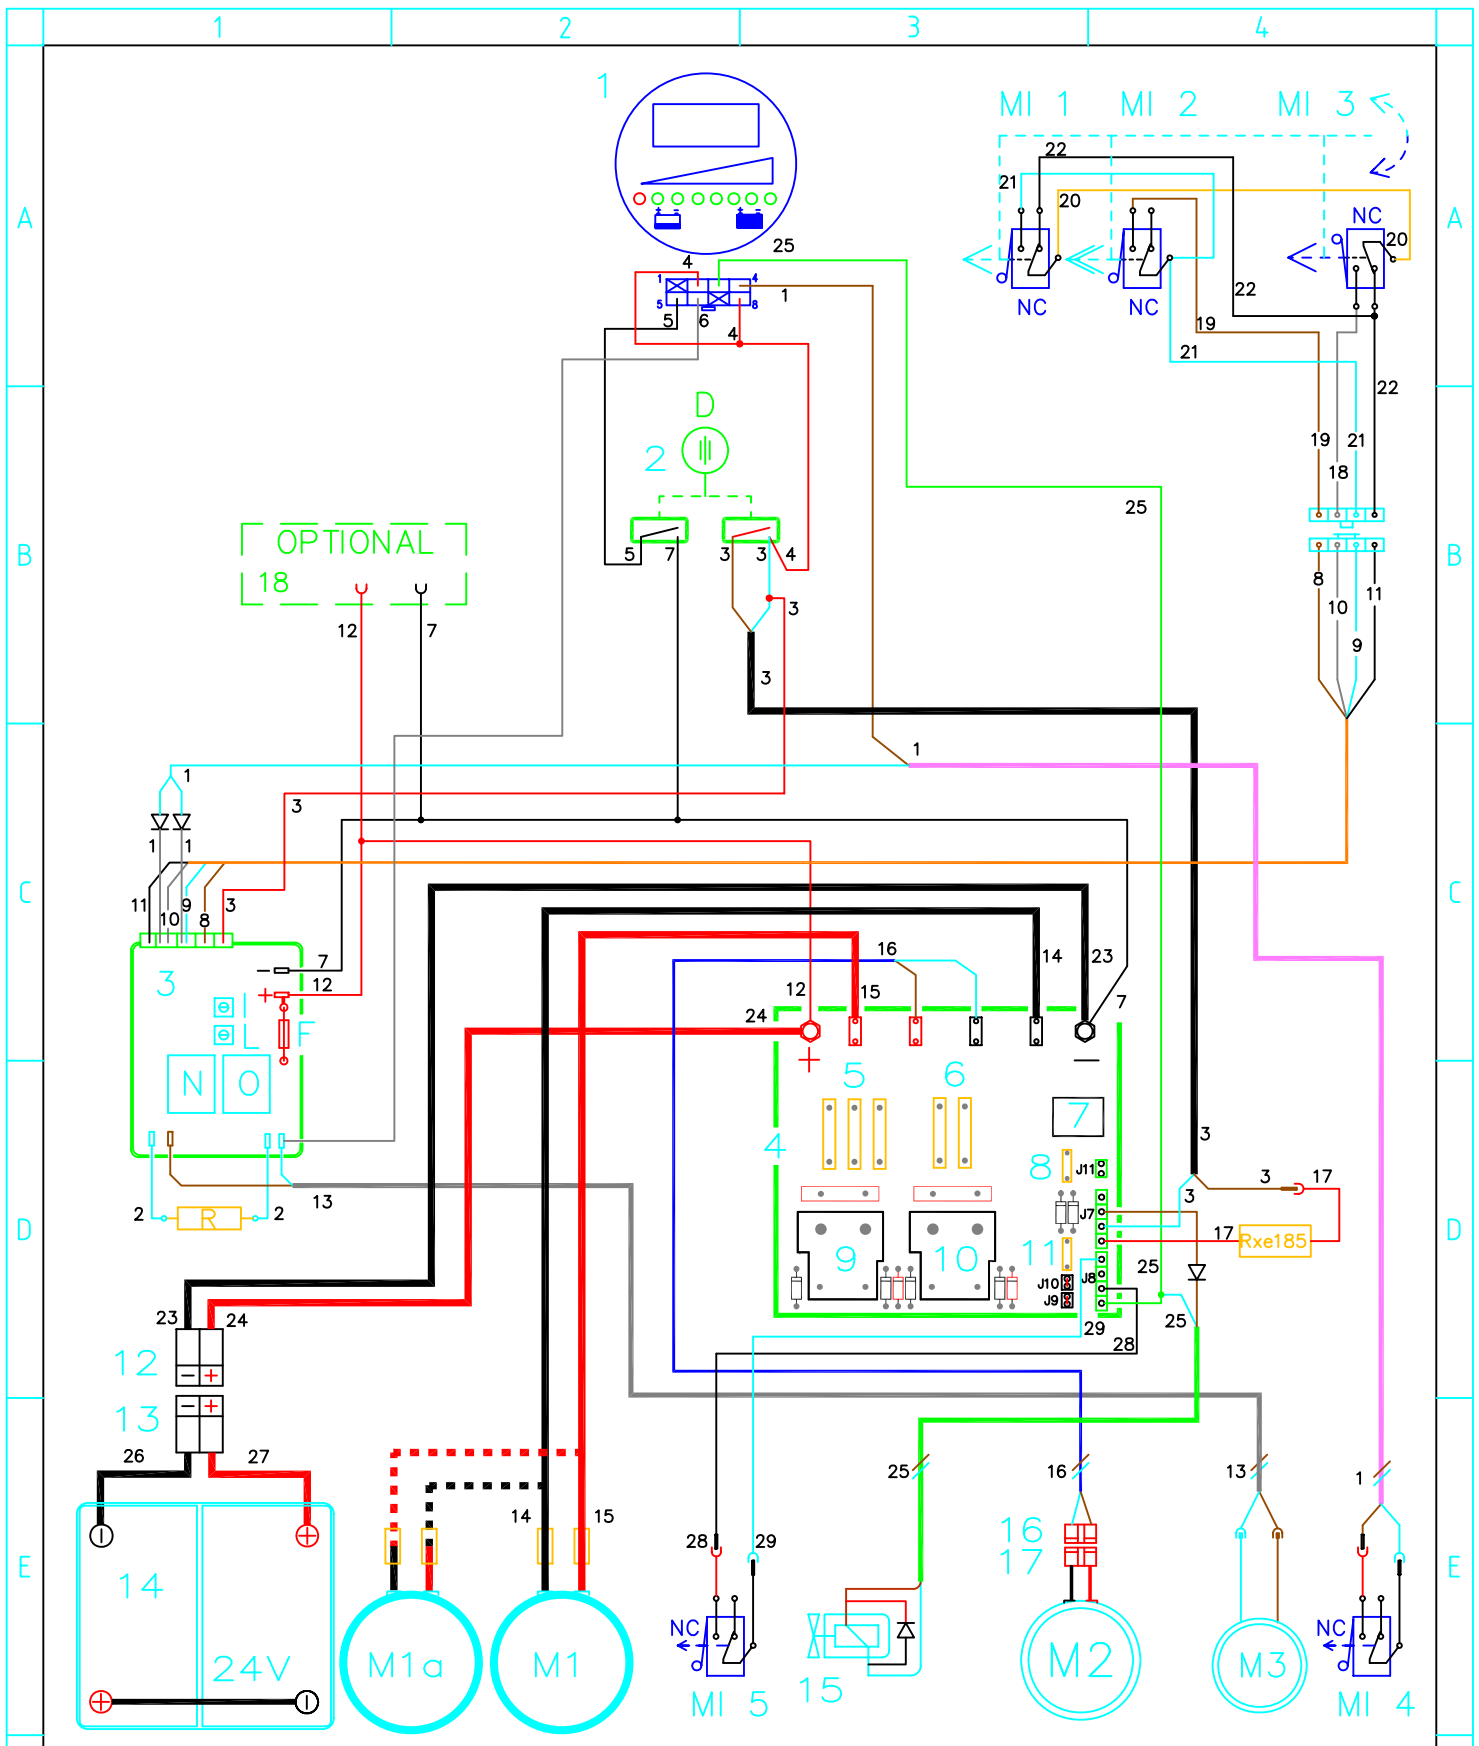 1 2 3 4
1 MI 1 MI 2 MI 3
22
21 20 NC 20
A A
25
4
1 4
5 8
1
5 6 4
NC NC
22
19
21
22
D
2
19 21
18
25
OPTIONAL
18
B B
5 7 3 3 4
8 10 11
12 7
3
9
3
1
1
3
1 1
C C
11 10 9 8 3
16 14 23
3 − 7
+ 12
12 15
24 7
I
L F
+ −
N O
5 6
7
4
3
8 J11
3 17
13
3
2 R 2
J7
D D
9 10 11
17 Rxe185
J8 25
J10
J9
23 24
29 25
28
12
− +
13
− +
26 27
25 16 13 1
14 15
28 29
16
17
14
E E
NC NC
24V M1a M1 M2 M3
15
MI 5 MI 4